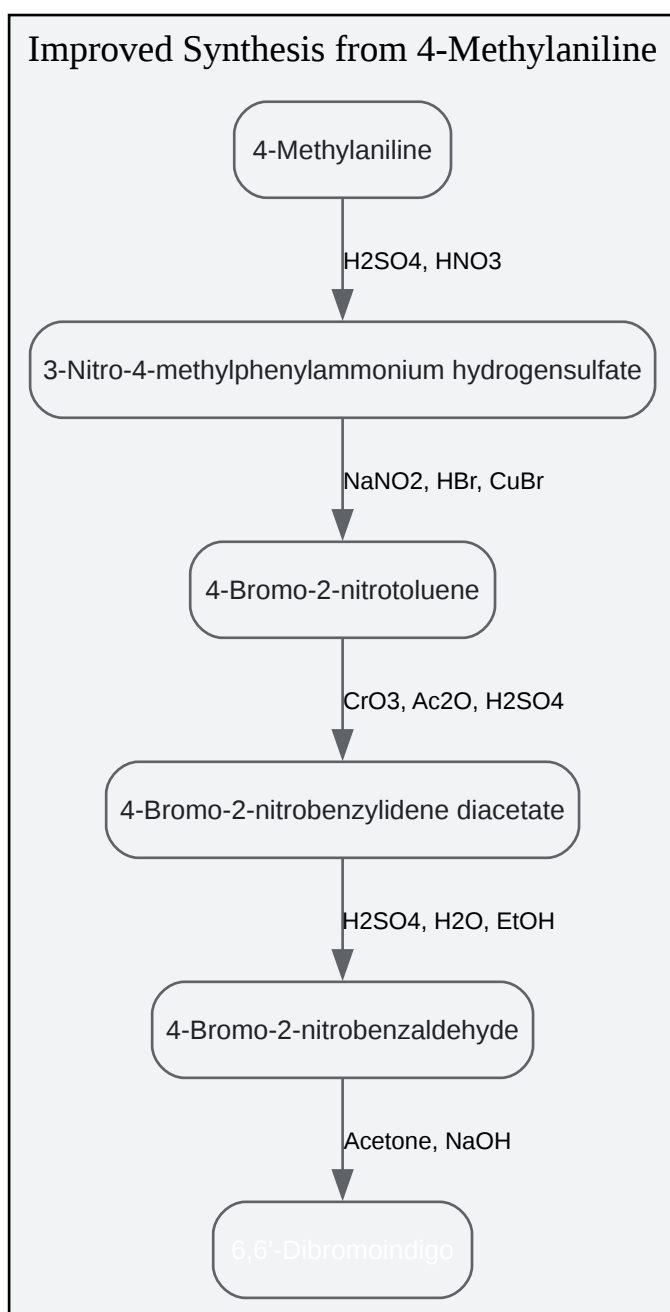 Improved Synthesis from 4-Methylaniline
4-Methylaniline
H2SO4, HNO3
3-Nitro-4-methylphenylammonium hydrogensulfate
NaNO2, HBr, CuBr
4-Bromo-2-nitrotoluene
CrO3, Ac2O, H2SO4
4-Bromo-2-nitrobenzylidene diacetate
H2SO4, H2O, EtOH
4-Bromo-2-nitrobenzaldehyde
Acetone, NaOH
6,6'-Dibromoindigo